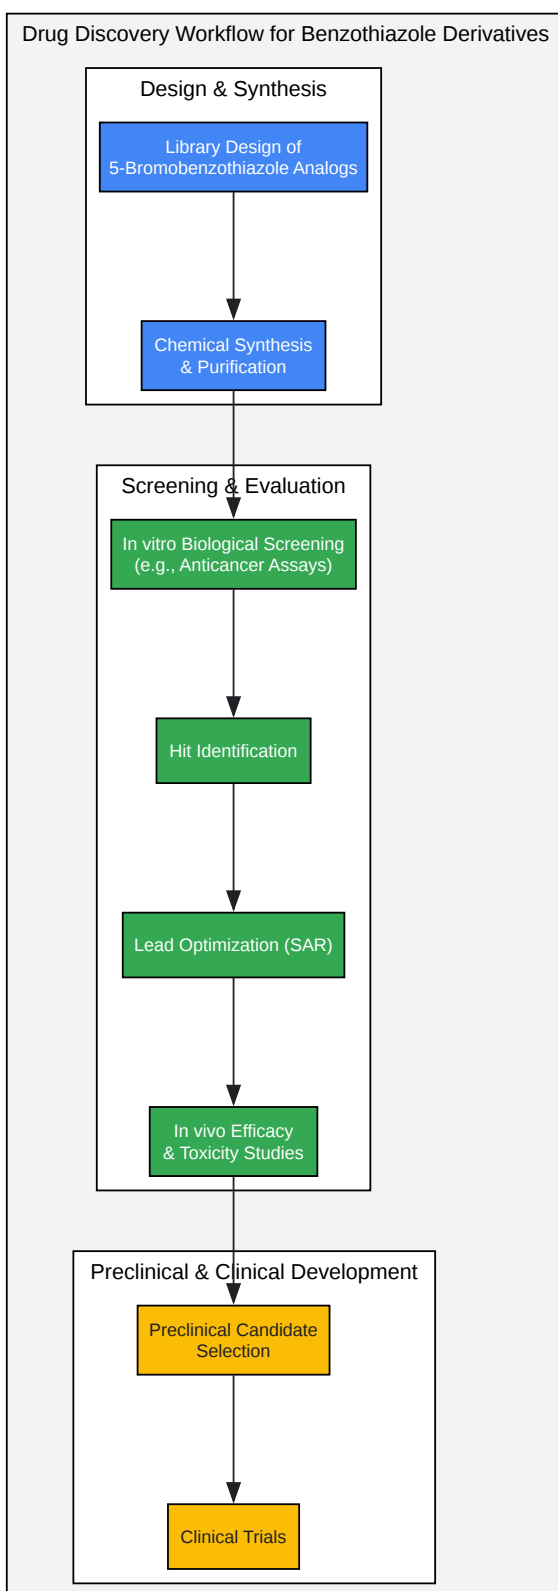 Drug Discovery Workflow for Benzothiazole Derivatives
Design & Synthesis
Library Design of
5-Bromobenzothiazole Analogs
Chemical Synthesis
& Purification
Screening & Evaluation
In vitro Biological Screening
(e.g., Anticancer Assays)
Hit Identification
Lead Optimization (SAR)
In vivo Efficacy
& Toxicity Studies
Preclinical & Clinical Development
Preclinical Candidate
Selection
Clinical Trials